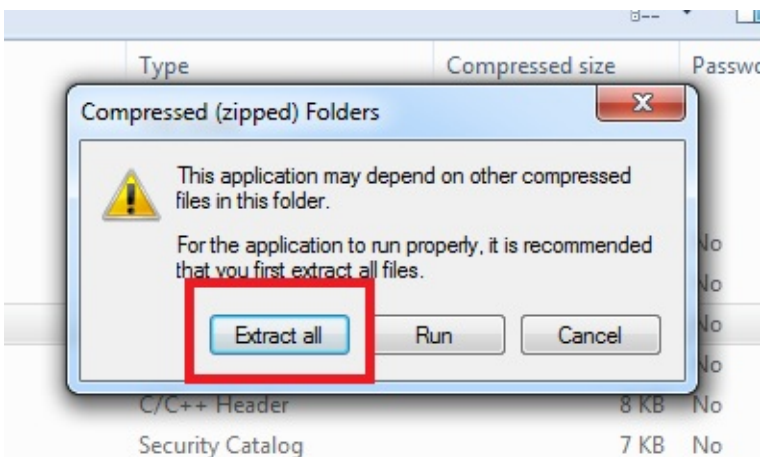 Type Compressed size Passwo
Compressed (zipped) Folders
This application may depend on other compressed
files in this folder.
For the application to run properly, it is recommended
that you first extract all files.
No
No
Extract all Run Cancel No
No
C/C++ Header 8 KB No
Security Catalog 7 KB No